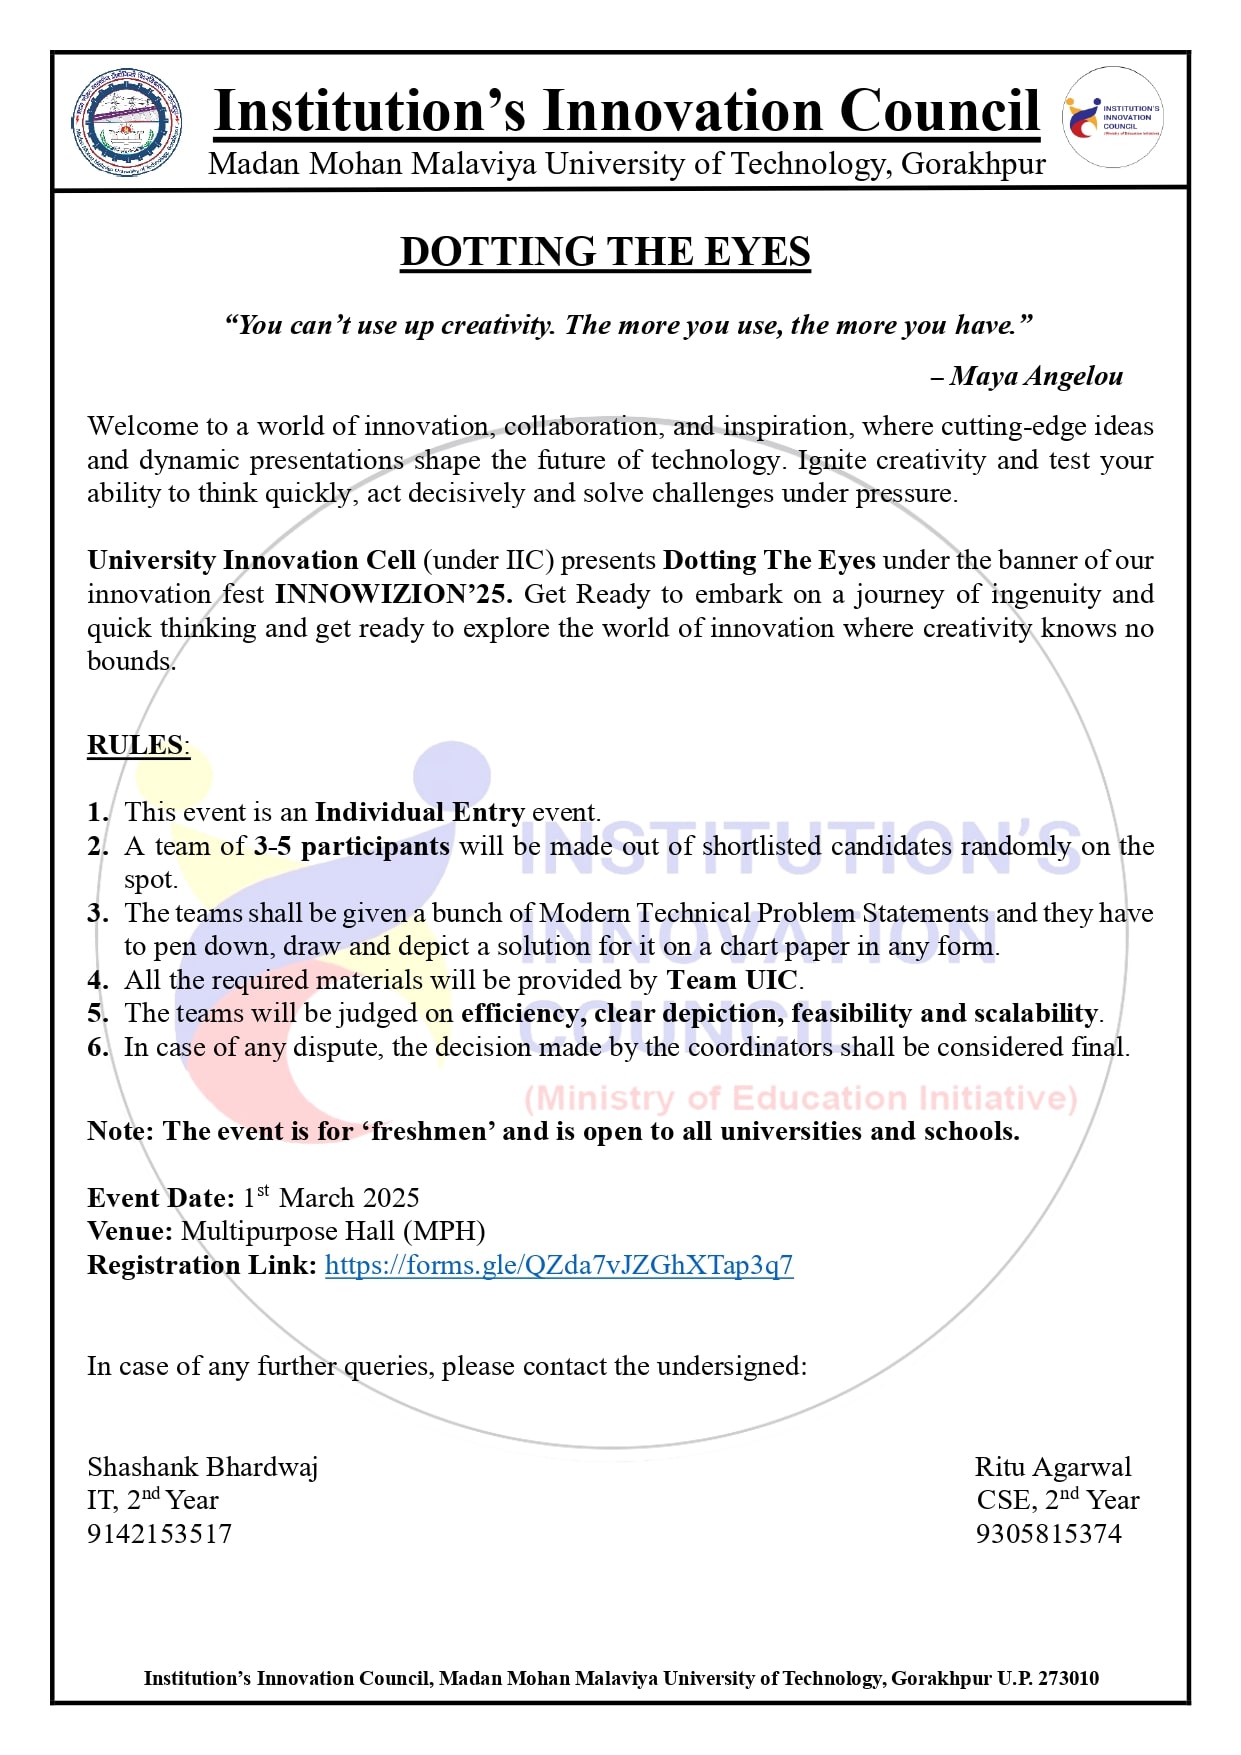 Institution’s Innovation Council
Madan Mohan Malaviya University of Technology, Gorakhpur
INSTITUTION'S
INNOVATION
COUNCIL
(Ministry of Education Initiative)
DOTTING THE EYES
“You can’t use up creativity. The more you use, the more you have.”
– Maya Angelou
Welcome to a world of innovation, collaboration, and inspiration, where cutting-edge ideas
and dynamic presentations shape the future of technology. Ignite creativity and test your
ability to think quickly, act decisively and solve challenges under pressure.
University Innovation Cell (under IIC) presents Dotting The Eyes under the banner of our
innovation fest INNOWIZION’25. Get Ready to embark on a journey of ingenuity and
quick thinking and get ready to explore the world of innovation where creativity knows no
bounds.
RULES:
1. This event is an Individual Entry event.
2. A team of 3-5 participants will be made out of shortlisted candidates randomly on the
spot.
3. The teams shall be given a bunch of Modern Technical Problem Statements and they have
to pen down, draw and depict a solution for it on a chart paper in any form.
4. All the required materials will be provided by Team UIC.
5. The teams will be judged on efficiency, clear depiction, feasibility and scalability.
6. In case of any dispute, the decision made by the coordinators shall be considered final.
INSTITUTION'S
INNOVATION
COUNCIL
(Ministry of Education Initiative)
Note: The event is for ‘freshmen’ and is open to all universities and schools.
Event Date: 1st March 2025
Venue: Multipurpose Hall (MPH)
Registration Link: https://forms.gle/QZda7vJZGhXTap3q7
In case of any further queries, please contact the undersigned:
Shashank Bhardwaj
IT, 2nd Year
9142153517
Ritu Agarwal
CSE, 2nd Year
9305815374
Institution’s Innovation Council, Madan Mohan Malaviya University of Technology, Gorakhpur U.P. 273010